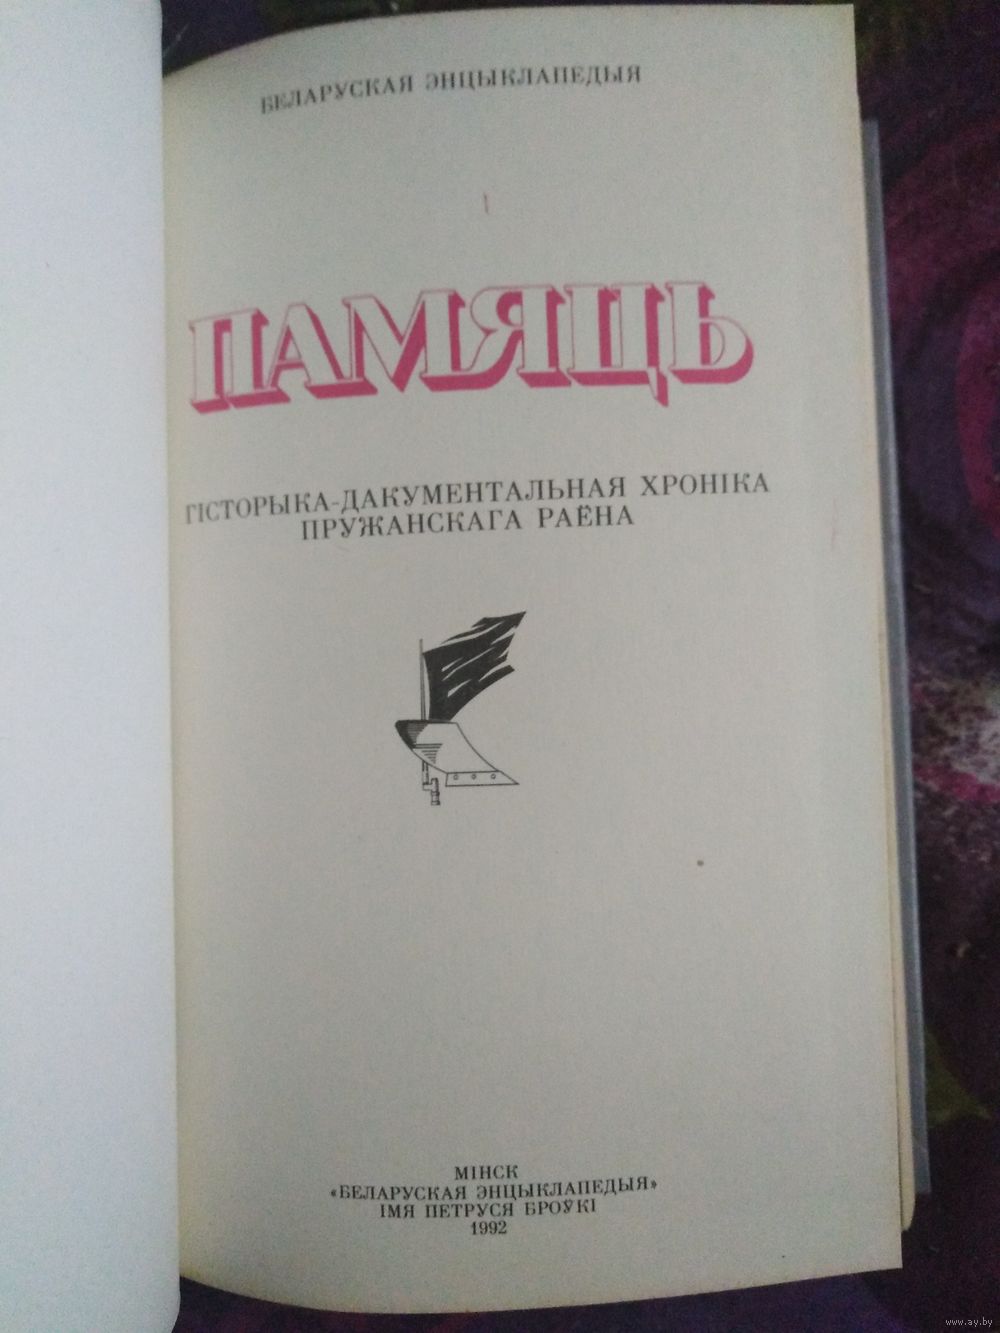 БЕЛАРУСКАЯ ЭНЦЫКЛАПЕДЫЯ
ПАМЯЦЬ
ГІСТОРЫКА-ДАКУМЕНТАЛЬНАЯ ХРОНІКА
ПРУЖАНСКАГА РАЁНА
МІНСК
«БЕЛАРУСКАЯ ЭНЦЫКЛАПЕДЫЯ»
ІМЯ ПЕТРУСЯ БРОЎКІ
1992
www.ay.by